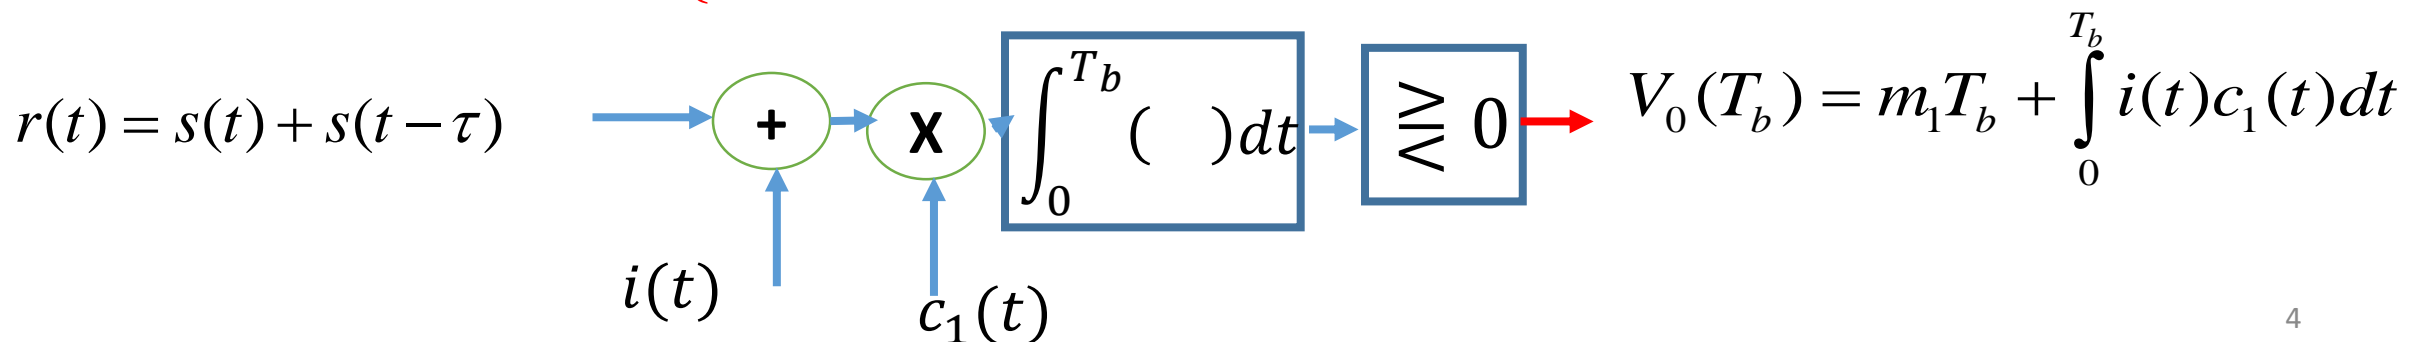 r(t) = s(t) + s(t − τ)
+
X
∫₀^{T_b} ( )dt
⋛ 0
V₀(T_b) = m₁T_b + ∫₀^{T_b} i(t)c₁(t)dt
i(t)
c₁(t)
4